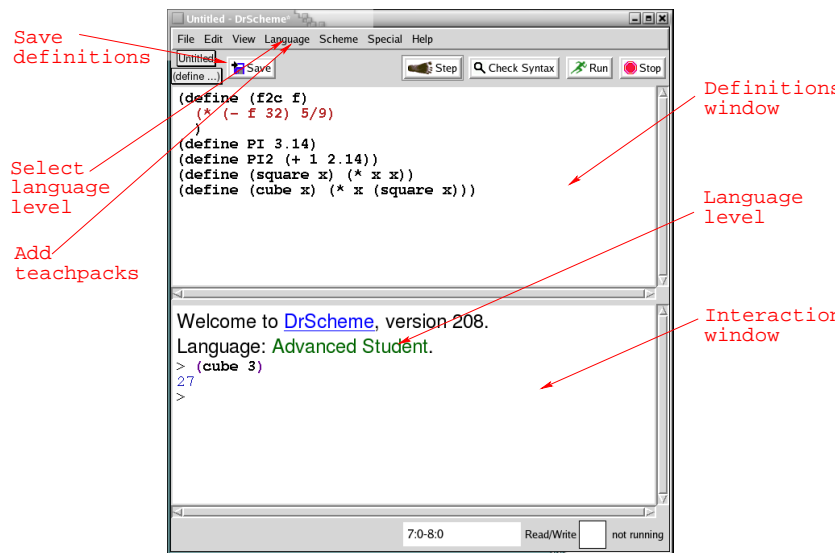 Untitled - DrScheme*
File Edit View Language Scheme Special Help
Untitled
(define ...)
Save
Step
Check Syntax
Run
Stop
(define (f2c f)
(* (- f 32) 5/9)
)
(define PI 3.14)
(define PI2 (+ 1 2.14))
(define (square x) (* x x))
(define (cube x) (* x (square x)))
Welcome to DrScheme, version 208.
Language: Advanced Student.
> (cube 3)
27
>
7:0-8:0
Read/Write
not running
Save
definitions
Select
language
level
Add
teachpacks
Definitions
window
Language
level
Interaction
window